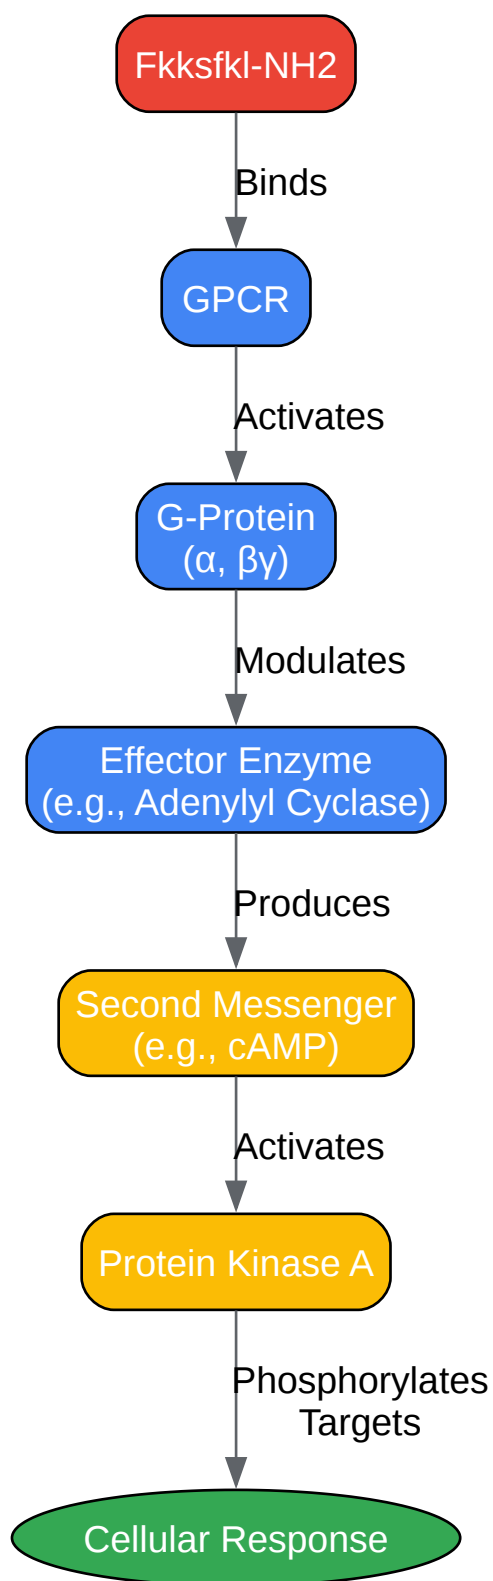 Fkksfkl-NH2
Binds
GPCR
Activates
G-Protein
(α, βγ)
Modulates
Effector Enzyme
(e.g., Adenylyl Cyclase)
Produces
Second Messenger
(e.g., cAMP)
Activates
Protein Kinase A
Phosphorylates
Targets
Cellular Response